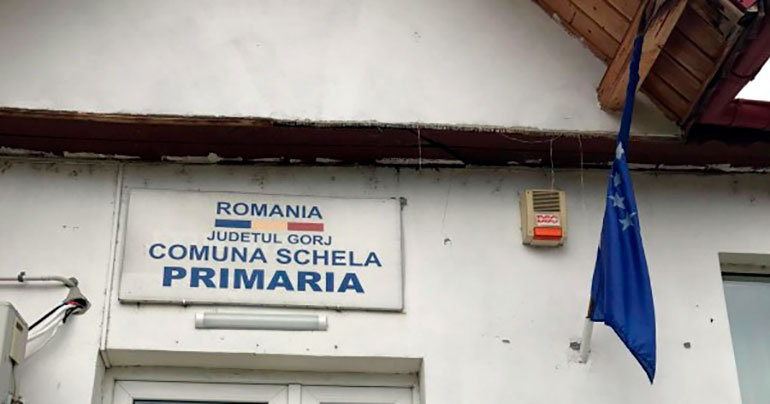 ROMANIA
JUDETUL GORJ
COMUNA SCHELA
PRIMARIA
DSC